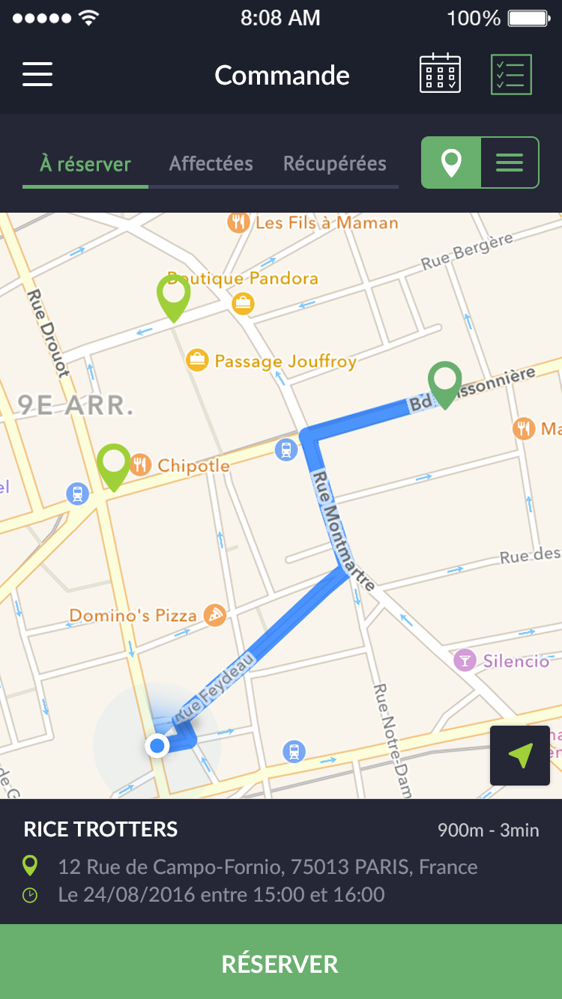 8:08 AM 100%
Commande
À réserver Affectées Récupérées
Les Fils à Maman
Rue Bergère
Boutique Pandora
Rue Drouot
Passage Jouffroy
Bd ssonnière
9E ARR.
Ma
Chipotle
el
Rue Montmartre
Rue des
Domino's Pizza
Silencio
Rue Feydeau
Rue Notre-Dam
de-G
RICE TROTTERS 900m - 3min
12 Rue de Campo-Fornio, 75013 PARIS, France
Le 24/08/2016 entre 15:00 et 16:00
RÉSERVER